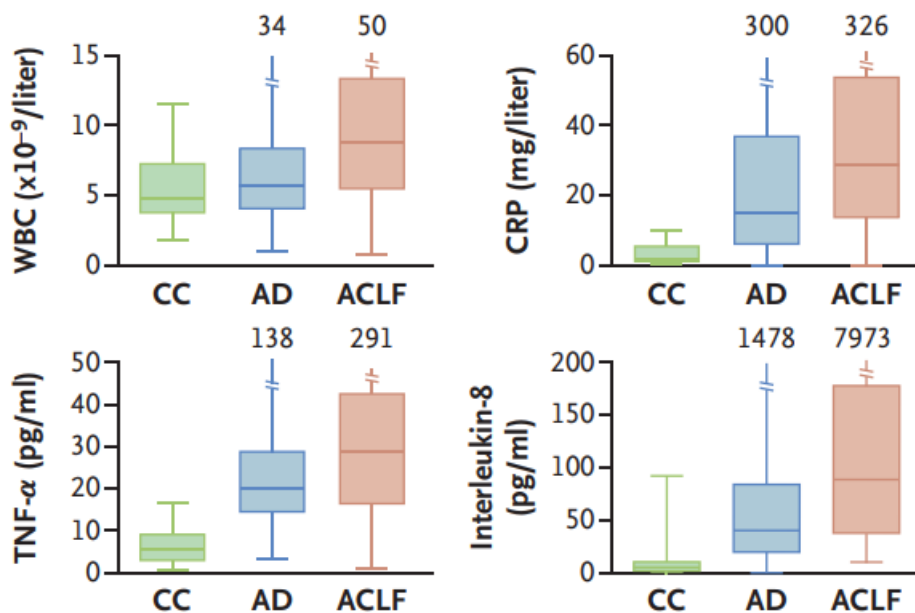 34 50
WBC (x10⁻⁹/liter)
15
10
5
0
CC AD ACLF
300 326
CRP (mg/liter)
60
40
20
0
CC AD ACLF
138 291
TNF-α (pg/ml)
50
40
30
20
10
0
CC AD ACLF
1478 7973
Interleukin-8
(pg/ml)
200
150
100
50
0
CC AD ACLF